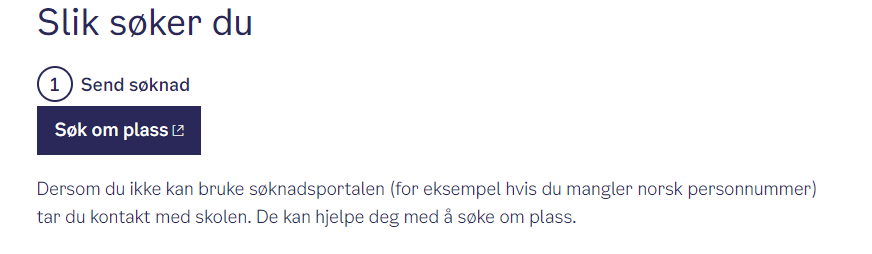 Slik søker du
1 Send søknad
Søk om plass
Dersom du ikke kan bruke søknadsportalen (for eksempel hvis du mangler norsk personnummer)
tar du kontakt med skolen. De kan hjelpe deg med å søke om plass.